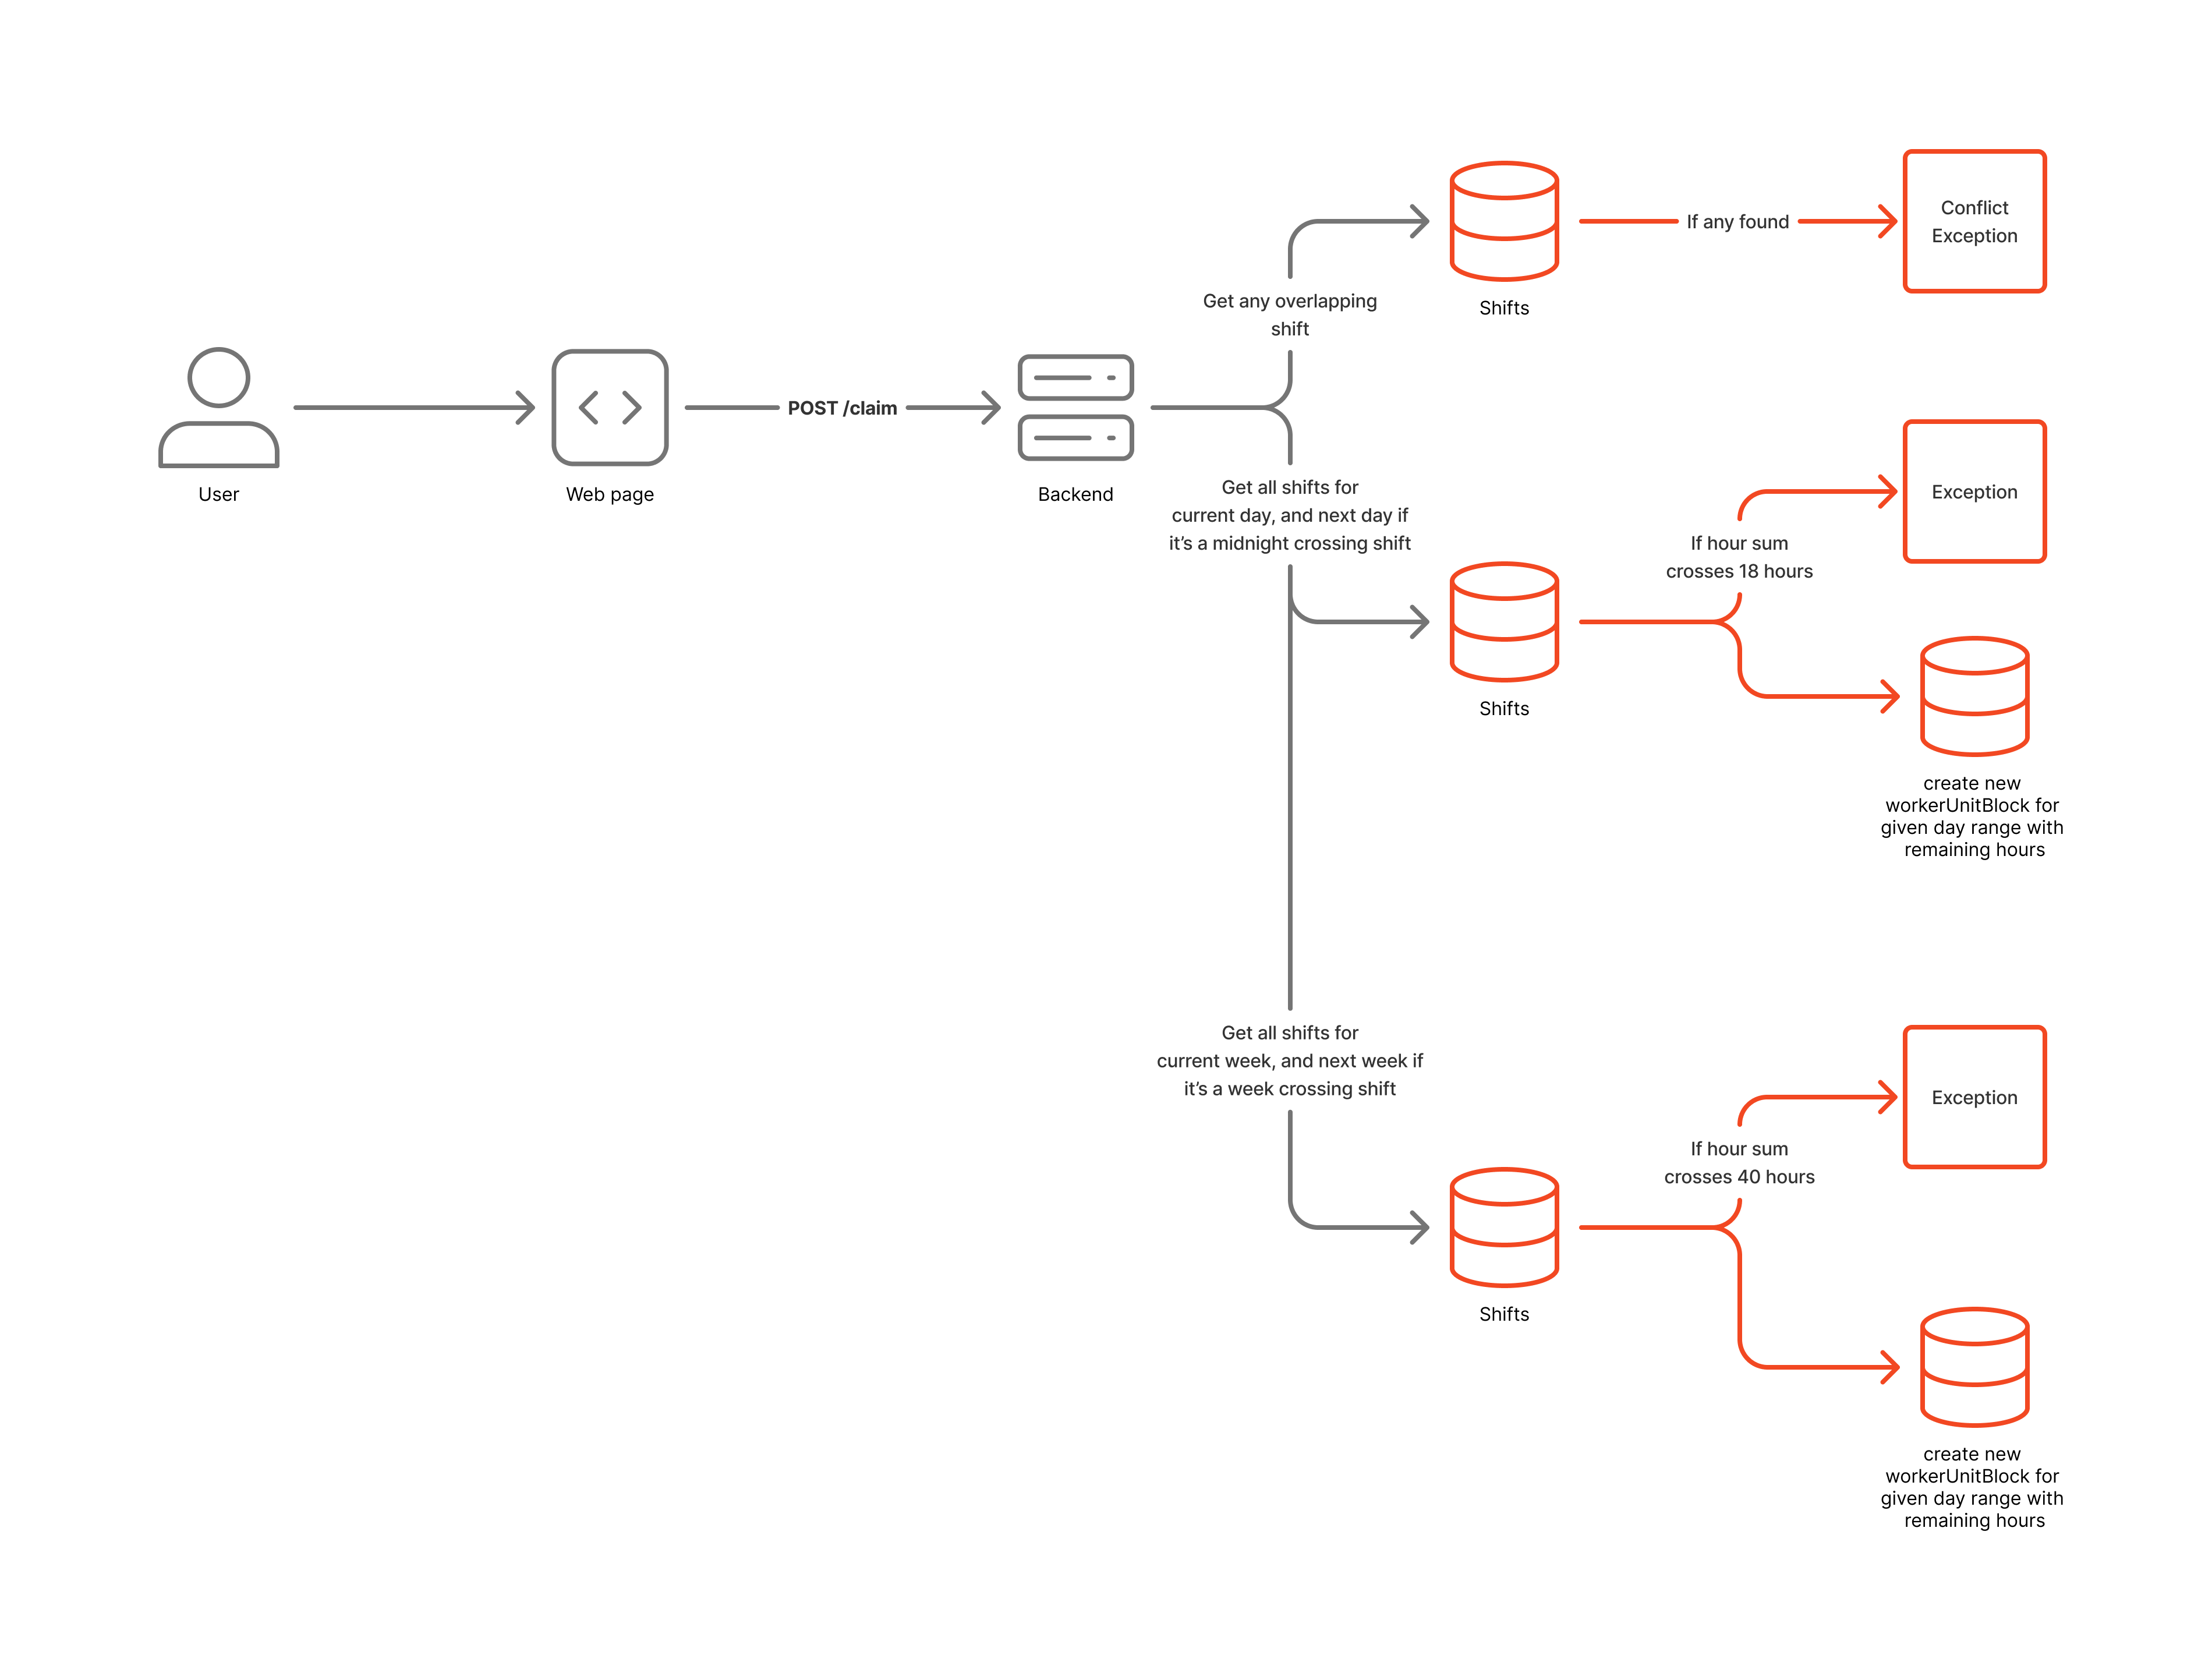 User
Web page
POST /claim
Backend
Get any overlapping
shift
Shifts
If any found
Conflict
Exception
Get all shifts for
current day, and next day if
it’s a midnight crossing shift
Shifts
If hour sum
crosses 18 hours
Exception
create new
workerUnitBlock for
given day range with
remaining hours
Get all shifts for
current week, and next week if
it’s a week crossing shift
Shifts
If hour sum
crosses 40 hours
Exception
create new
workerUnitBlock for
given day range with
remaining hours